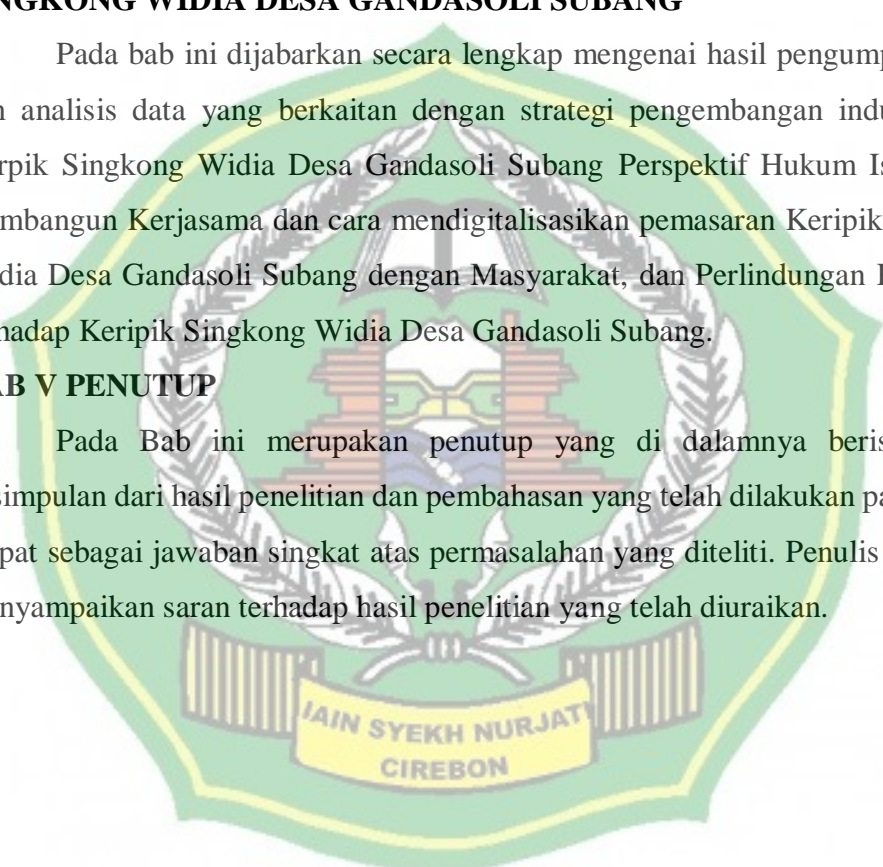 NGKONG WIDIA DESA GANDASOLI SUBANG
Pada bab ini dijabarkan secara lengkap mengenai hasil pengump
n analisis data yang berkaitan dengan strategi pengembangan indu
rpik Singkong Widia Desa Gandasoli Subang Perspektif Hukum Is
mbangun Kerjasama dan cara mendigitalisasikan pemasaran Keripik
dia Desa Gandasoli Subang dengan Masyarakat, dan Perlindungan
hadap Keripik Singkong Widia Desa Gandasoli Subang.
AB V PENUTUP
Pada Bab ini merupakan penutup yang di dalamnya beris
simpulan dari hasil penelitian dan pembahasan yang telah dilakukan pa
pat sebagai jawaban singkat atas permasalahan yang diteliti. Penulis
nyampaikan saran terhadap hasil penelitian yang telah diuraikan.
IAIN SYEKH NURJATI
CIREBON